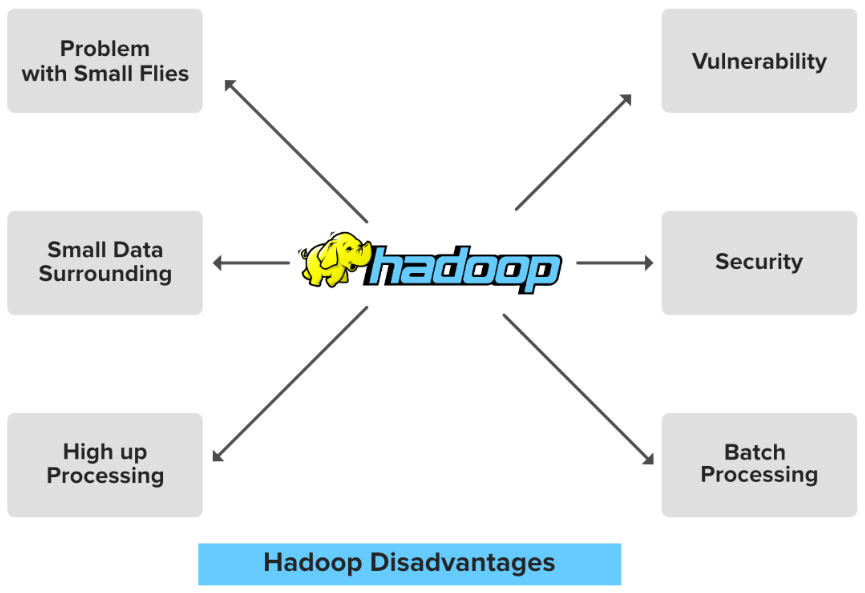 Problem
with Small Flies
Vulnerability
Small Data
Surrounding
hadoop
Security
High up
Processing
Batch
Processing
Hadoop Disadvantages